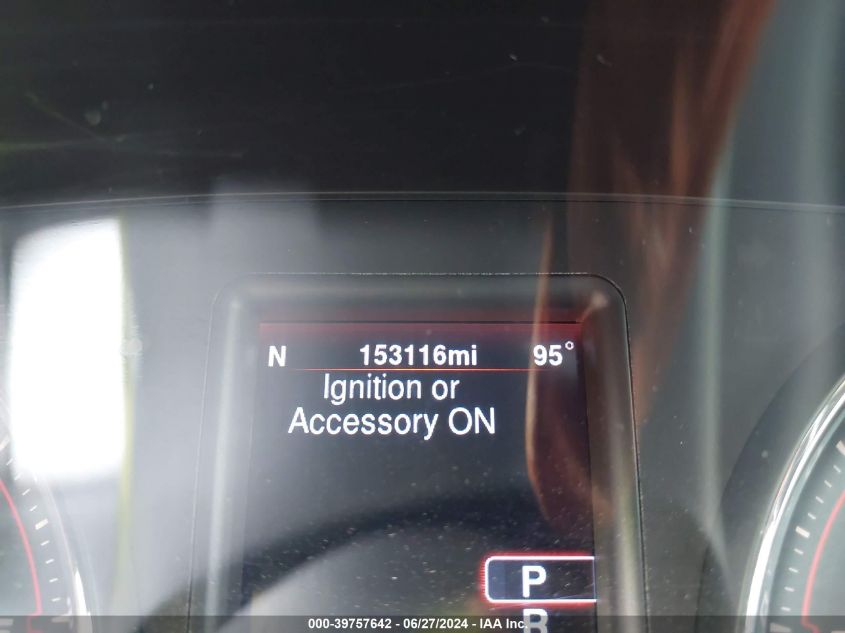 N 153116mi 95°
Ignition or
Accessory ON
P
R
000-39757642 - 06/27/2024 - IAA Inc.